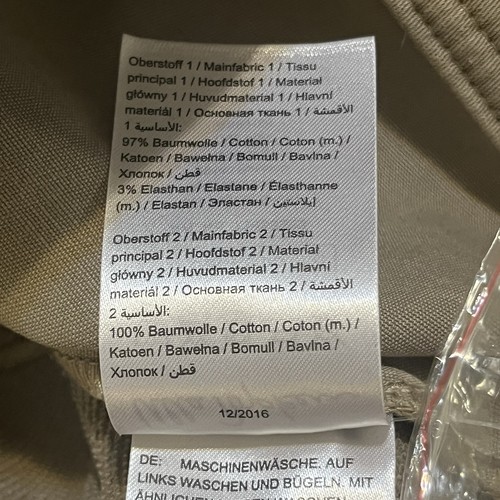 Oberstoff 1 / Mainfabric 1 / Tissu
principal 1 / Hoofdstof 1 / Materiał
główny 1 / Huvudmaterial 1 / Hlavní
materiál 1 / Основная ткань 1 / الأقمشة
الأساسية 1:
97% Baumwolle / Cotton / Coton (m.) /
Katoen / Bawełna / Bomull / Bavlna /
Хлопок / قطن
3% Elasthan / Elastane / Élasthanne
(m.) / Elastan / Эластан / إيلاستين
Oberstoff 2 / Mainfabric 2 / Tissu
principal 2 / Hoofdstof 2 / Materiał
główny 2 / Huvudmaterial 2 / Hlavní
materiál 2 / Основная ткань 2 / الأقمشة
الأساسية 2:
100% Baumwolle / Cotton / Coton (m.) /
Katoen / Bawełna / Bomull / Bavlna /
Хлопок / قطن
12/2016
DE: MASCHINENWÄSCHE. AUF
LINKS WASCHEN UND BÜGELN. MIT
ÄHNLICHEN